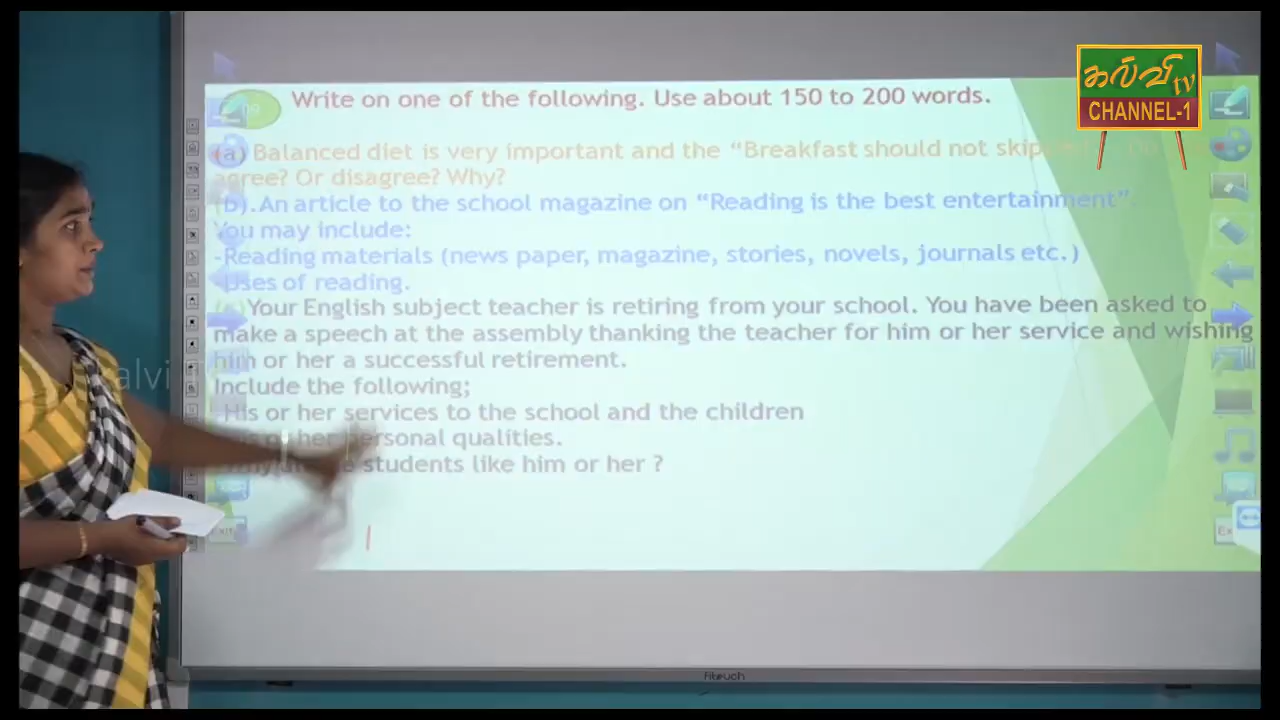 கல்வி tv
CHANNEL-1
09
Write on one of the following. Use about 150 to 200 words.
(a) Balanced diet is very important and the “Breakfast should not
agree? Or disagree? Why?
(b).An article to the school magazine on “Reading is the best entertainment”.
You may include:
-Reading materials (news paper, magazine, stories, novels, journals etc.)
-Uses of reading.
(c)Your English subject teacher is retiring from your school. You have been asked to
make a speech at the assembly thanking the teacher for him or her service and wishing
him or her a successful retirement.
Include the following;
-His or her services to the school and the children
her personal qualities.
students like him or her ?